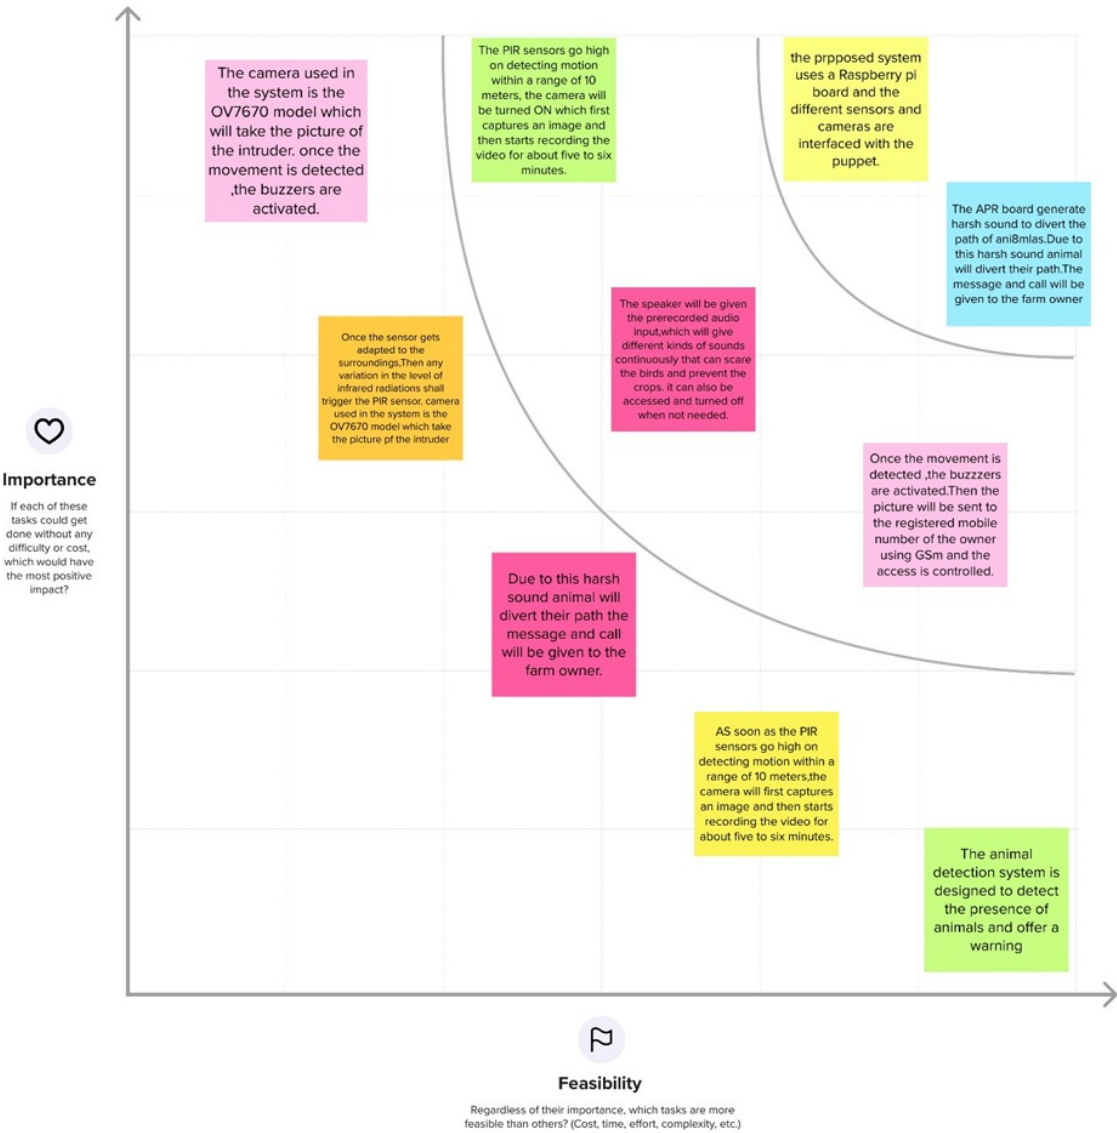 The camera used in
the system is the
OV7670 model which
will take the picture of
the intruder. once the
movement is detected
,the buzzers are
activated.
The PIR sensors go high
on detecting motion
within a range of 10
meters, the camera will
be turned ON which first
captures an image and
then starts recording the
video for about five to six
minutes.
the prpposed system
uses a Raspberry pi
board and the
different sensors and
cameras are
interfaced with the
puppet.
The APR board generate
harsh sound to divert the
path of ani8mlas.Due to
this harsh sound animal
will divert their path.The
message and call will be
given to the farm owner
Once the sensor gets
adapted to the
surroundings,Then any
variation in the level of
infrared radiations shall
trigger the PIR sensor. camera
used in the system is the
OV7670 model which take
the picture pf the intruder
The speaker will be given
the prerecorded audio
input,which will give
different kinds of sounds
continuously that can scare
the birds and prevent the
crops. it can also be
accessed and turned off
when not needed.
Once the movement is
detected ,the buzzzers
are activated.Then the
picture will be sent to
the registered mobile
number of the owner
using GSm and the
access is controlled.
Importance
If each of these
tasks could get
done without any
difficulty or cost,
which would have
the most positive
impact?
Due to this harsh
sound animal will
divert their path the
message and call
will be given to the
farm owner.
AS soon as the PIR
sensors go high on
detecting motion within a
range of 10 meters,the
camera will first captures
an image and then starts
recording the video for
about five to six minutes.
The animal
detection system is
designed to detect
the presence of
animals and offer a
warning
Feasibility
Regardless of their importance, which tasks are more
feasible than others? (Cost, time, effort, complexity, etc.)